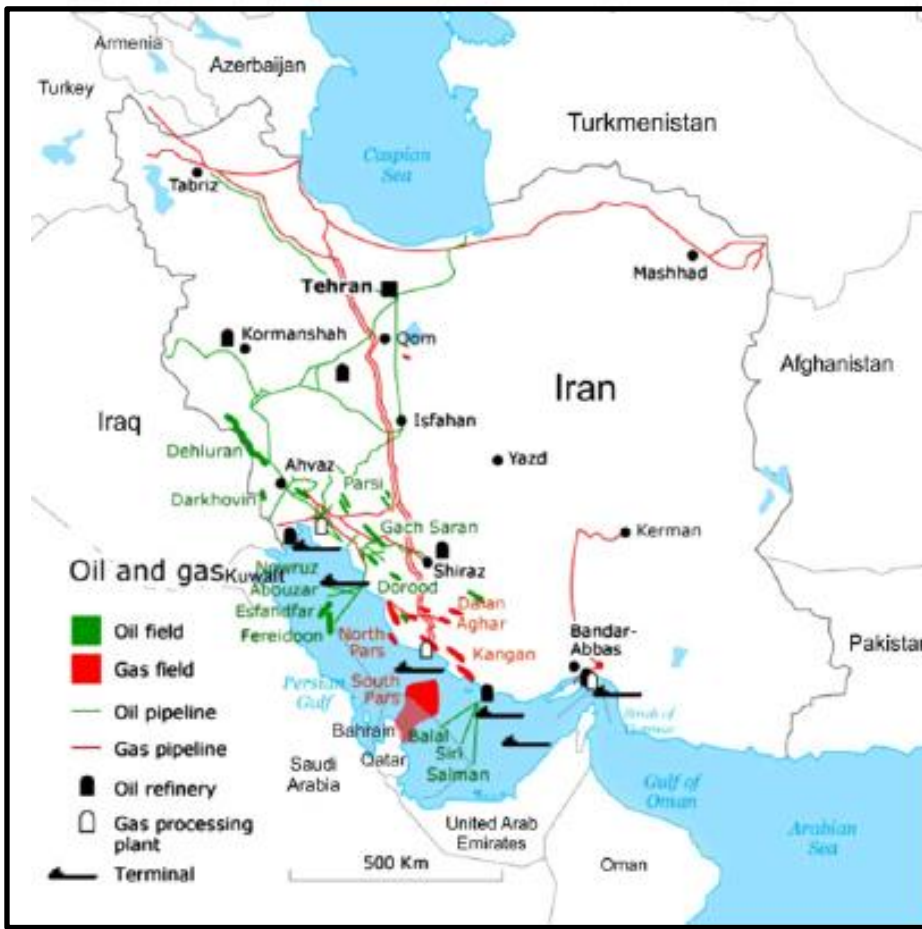 Armenia
Azerbaijan
Turkey
Turkmenistan
Caspian
Sea
Tabriz
Mashhad
Tehran
Kormanshah
Qom
Afghanistan
Iran
Iraq
Isfahan
Dehluran
Yazd
Ahvaz
Parsi
Darkhovin
Gach Saran
Kerman
Oil and gas
Kuwait
Nowruz
Shiraz
Abouzar
Dorood
Esfandfar
Dalan
Aghar
Fereidoon
North
Pars
Kangan
Bandar-
Abbas
Pakistan
Persian
Gulf
South
Pars
Bahrain
Balal
Qatar
Siri
Salman
Saudi
Arabia
Gulf of
Oman
Arabian
Sea
United Arab
Emirates
Oman
Oil field
Gas field
Oil pipeline
Gas pipeline
Oil refinery
Gas processing
plant
Terminal
500 Km